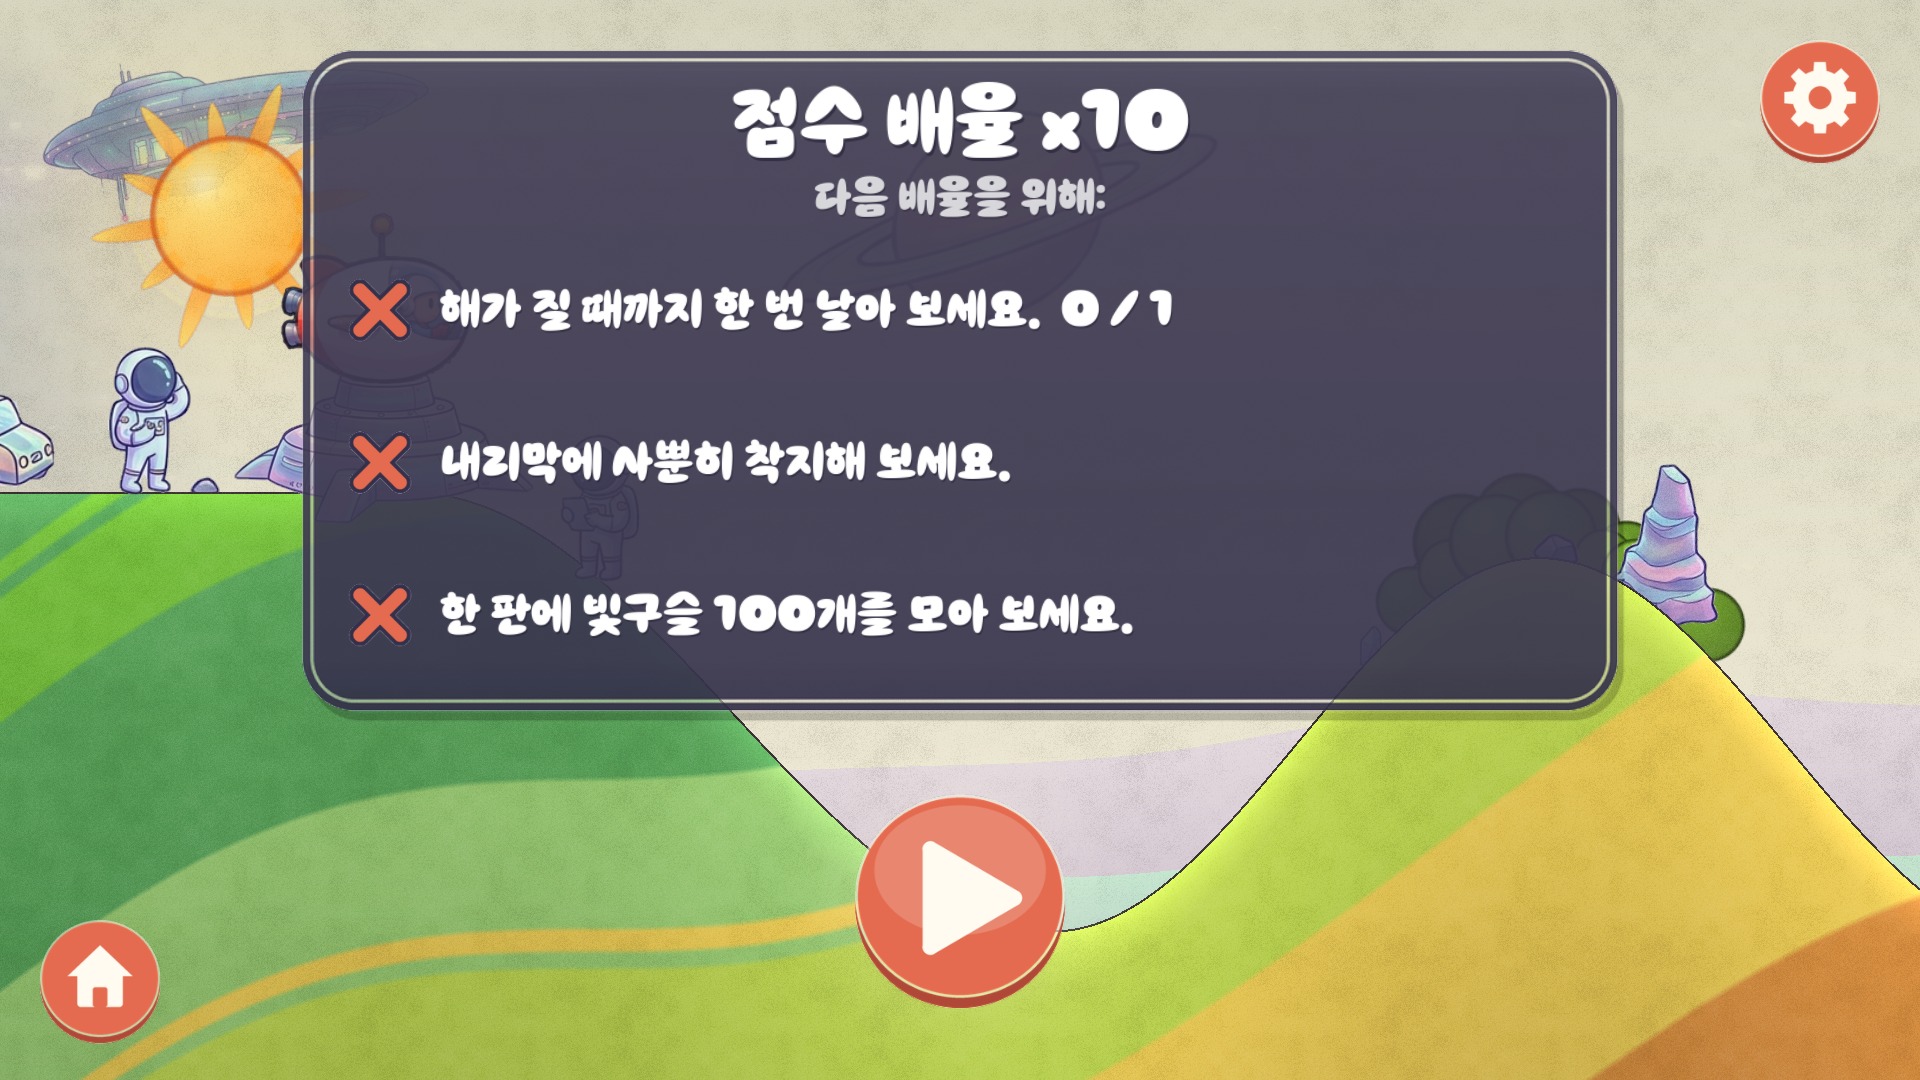 점수 배율 x10
다음 배율을 위해:
해가 질 때까지 한 번 날아 보세요. 0 / 1
내리막에 사뿐히 착지해 보세요.
한 판에 빛구슬 100개를 모아 보세요.